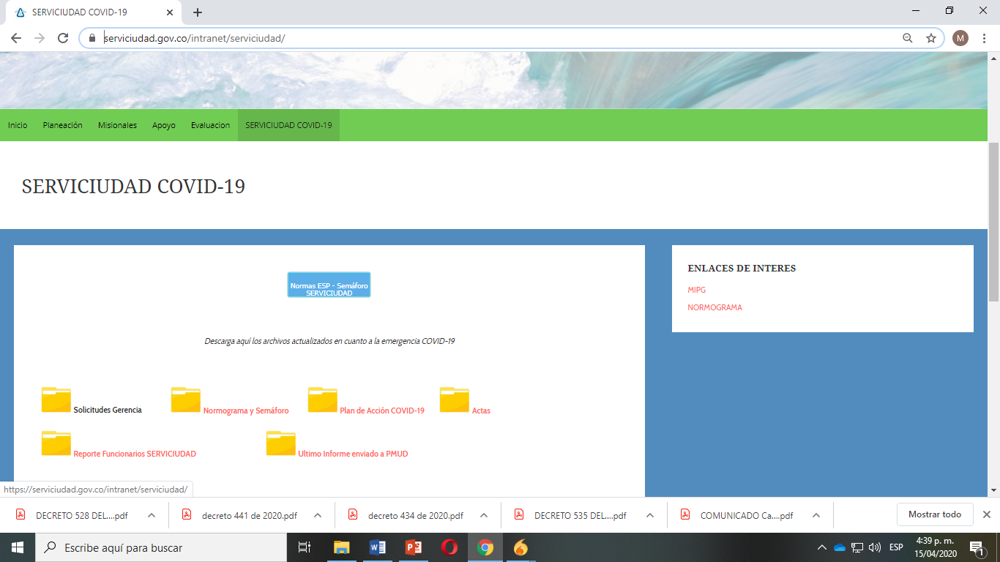 SERVICIUDAD COVID-19
serviciudad.gov.co/intranet/serviciudad/
M
Inicio Planeación Misionales Apoyo Evaluacion SERVICIUDAD COVID-19
SERVICIUDAD COVID-19
Normas ESP - Semáforo
SERVICIUDAD
ENLACES DE INTERES
MIPG
NORMOGRAMA
Descarga aquí los archivos actualizados en cuanto a la emergencia COVID-19
Solicitudes Gerencia Normograma y Semáforo Plan de Acción COVID-19 Actas
Reporte Funcionarios SERVICIUDAD Ultimo Informe enviado a PMUD
https://serviciudad.gov.co/intranet/serviciudad/
DECRETO 528 DEL....pdf decreto 441 de 2020.pdf decreto 434 de 2020.pdf DECRETO 535 DEL....pdf COMUNICADO Ca....pdf Mostrar todo
Escribe aquí para buscar
ESP
4:39 p. m.
15/04/2020
1